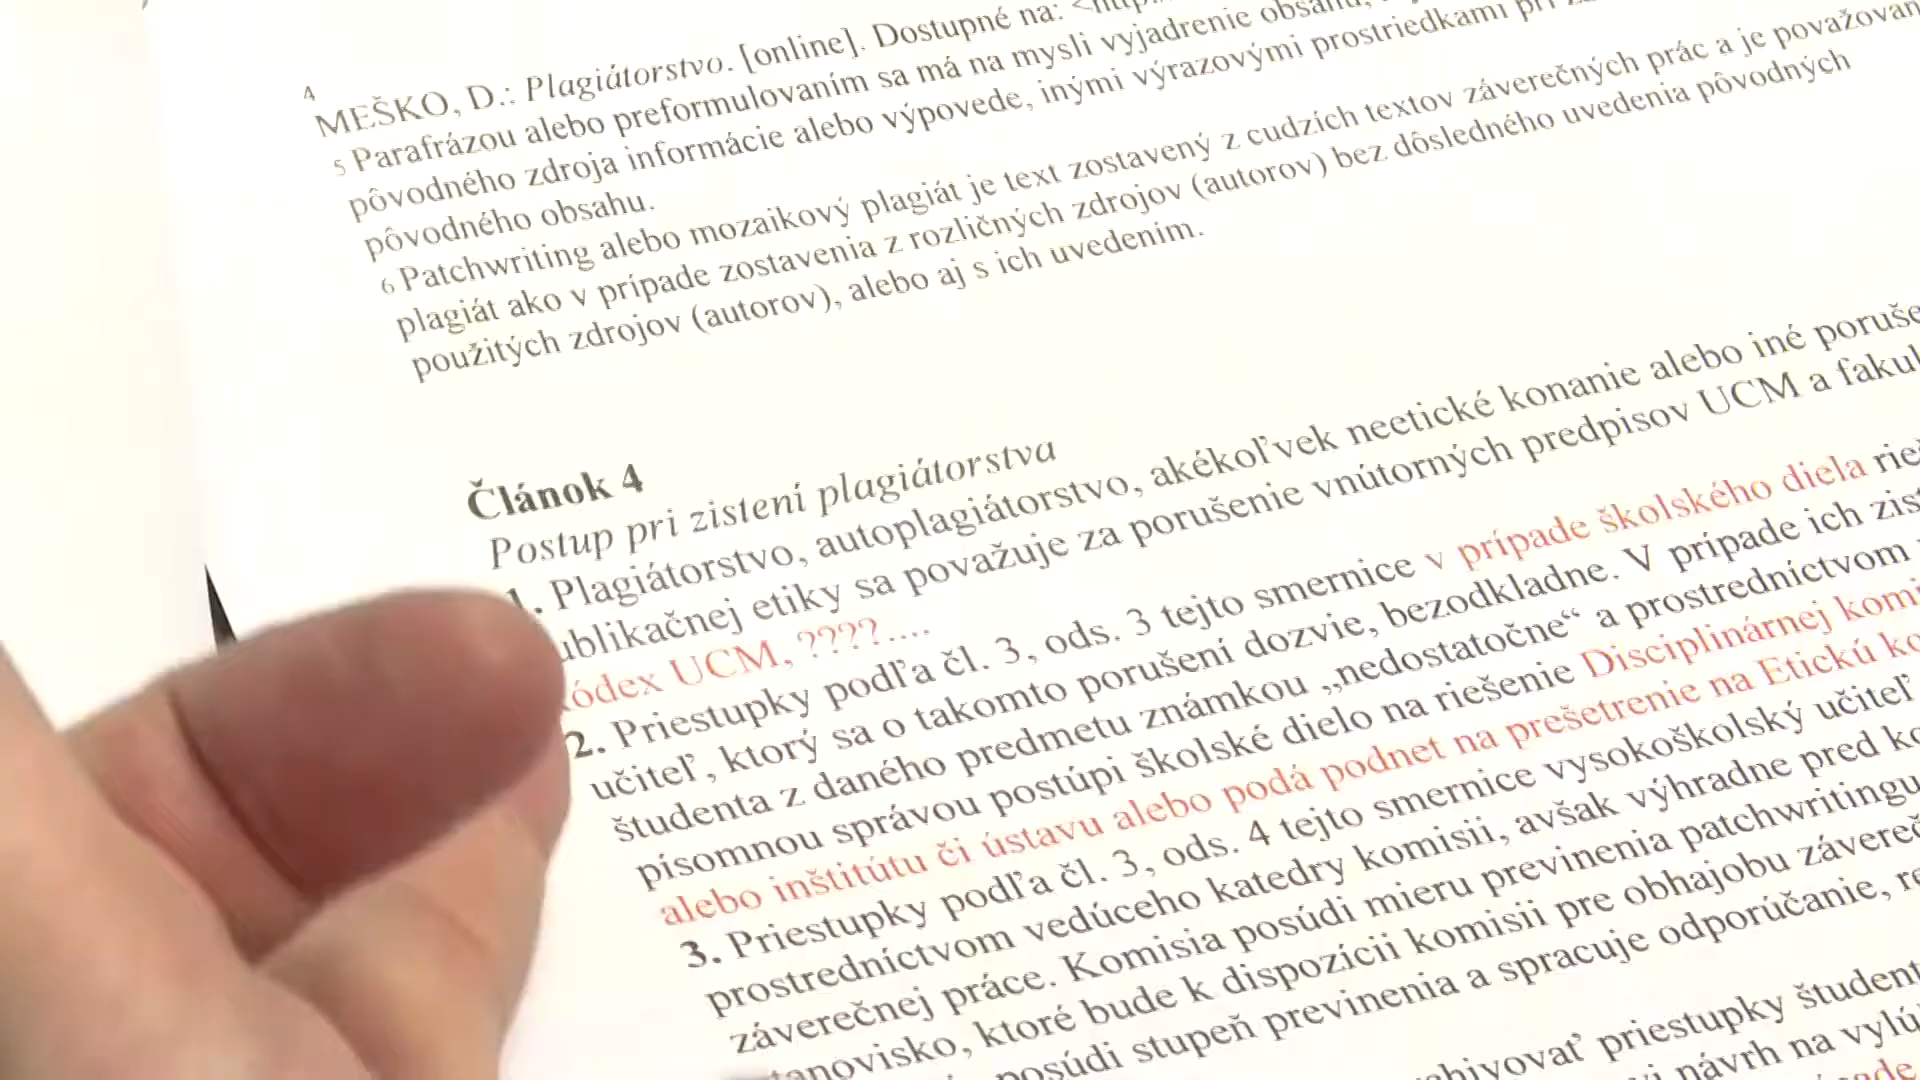 4
MEŠKO, D.: Plagiátorstvo. [online]. Dostupné na:
5 Parafrázou alebo preformulovaním sa má na mysli vyjadrenie obsahu,
pôvodného zdroja informácie alebo výpovede, inými výrazovými prostriedkami pri
pôvodného obsahu.
6 Patchwriting alebo mozaikový plagiát je text zostavený z cudzích textov záverečných prác a je považovan
plagiát ako v prípade zostavenia z rozličných zdrojov (autorov) bez dôsledného uvedenia pôvodných
použitých zdrojov (autorov), alebo aj s ich uvedením.
Článok 4
Postup pri zistení plagiátorstva
1. Plagiátorstvo, autoplagiátorstvo, akékoľvek neetické konanie alebo iné poruše
ublikačnej etiky sa považuje za porušenie vnútorných predpisov UCM a fakul
ódex UCM, ????....
2. Priestupky podľa čl. 3, ods. 3 tejto smernice v prípade školského diela rie
učiteľ, ktorý sa o takomto porušení dozvie, bezodkladne. V prípade ich zis
študenta z daného predmetu známkou „nedostatočne“ a prostredníctvom
písomnou správou postúpi školské dielo na riešenie Disciplinárnej komi
alebo inštitútu či ústavu alebo podá podnet na prešetrenie na Etickú ko
3. Priestupky podľa čl. 3, ods. 4 tejto smernice vysokoškolský učiteľ
prostredníctvom vedúceho katedry komisii, avšak výhradne pred ko
záverečnej práce. Komisia posúdi mieru previnenia patchwritingu
tanovisko, ktoré bude k dispozícii komisii pre obhajobu závereč
posúdi stupeň previnenia a spracuje odporúčanie, re
hivovať priestupky študent
návrh na vylú